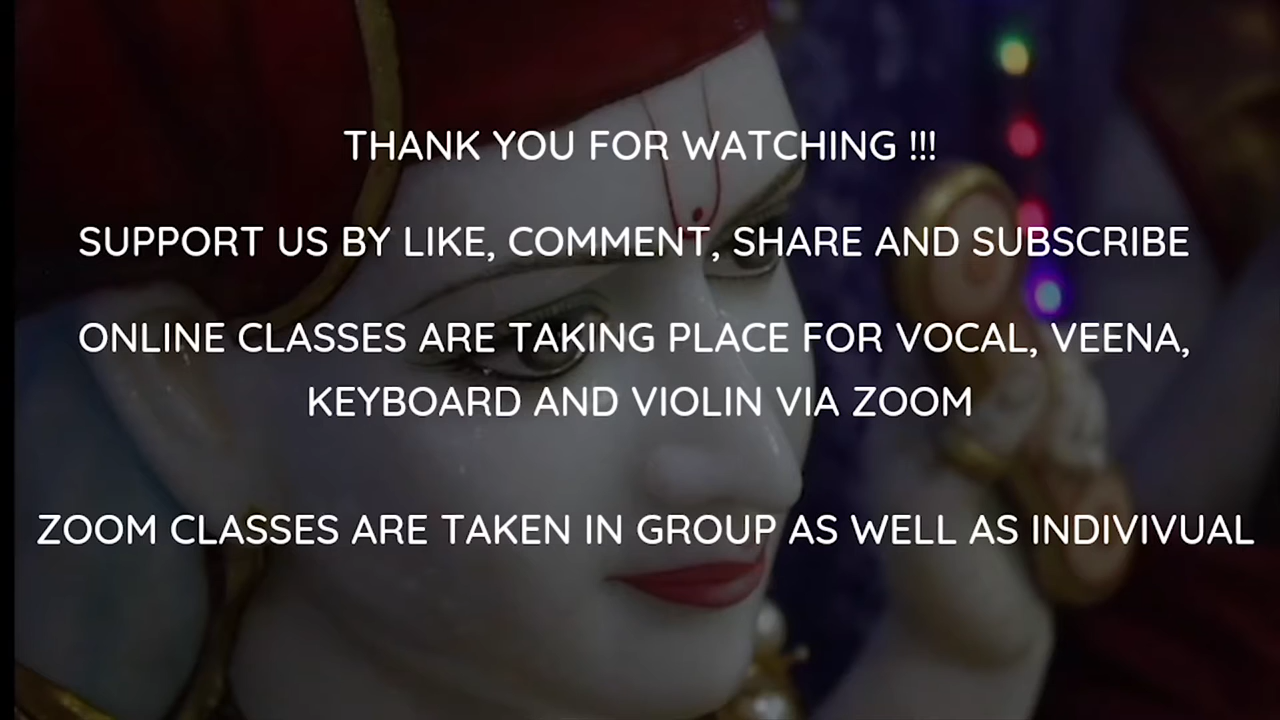 THANK YOU FOR WATCHING !!!
SUPPORT US BY LIKE, COMMENT, SHARE AND SUBSCRIBE
ONLINE CLASSES ARE TAKING PLACE FOR VOCAL, VEENA,
KEYBOARD AND VIOLIN VIA ZOOM
ZOOM CLASSES ARE TAKEN IN GROUP AS WELL AS INDIVIVUAL